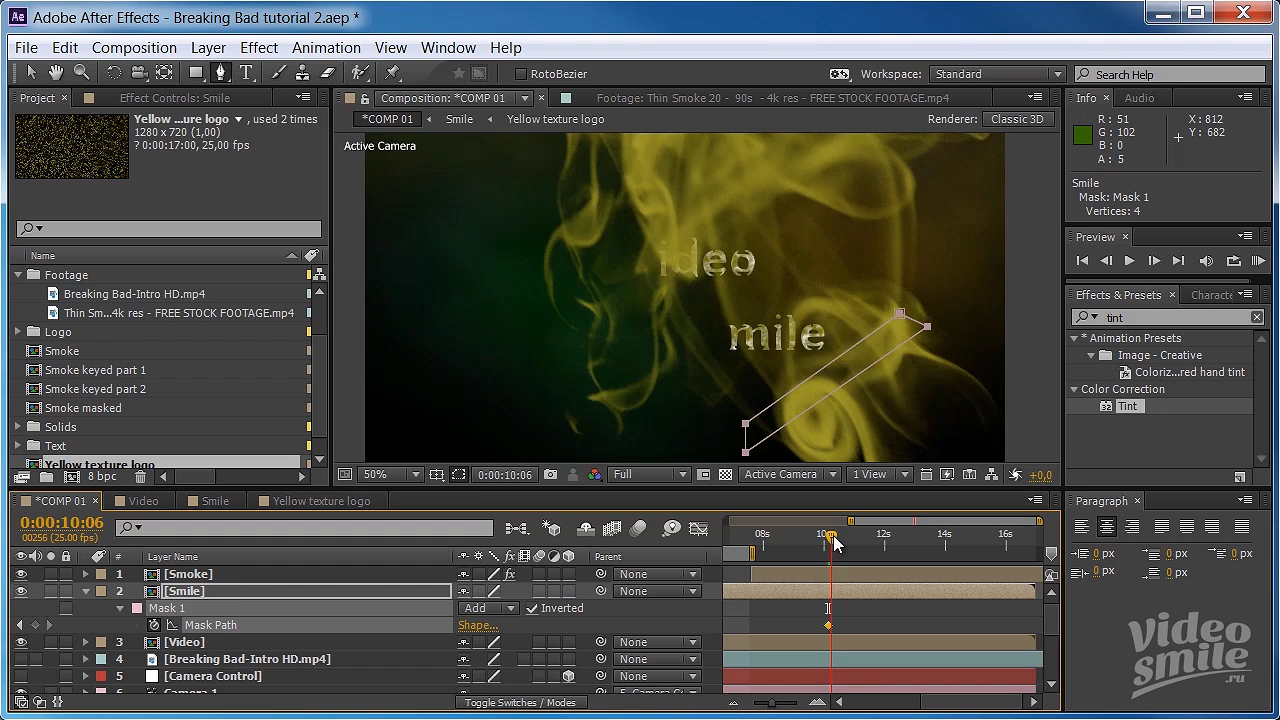 Adobe After Effects - Breaking Bad tutorial 2.aep *
File Edit Composition Layer Effect Animation View Window Help
RotoBezier
Workspace: Standard
Search Help
Project
Effect Controls: Smile
Yellow ...ure logo ▼ , used 2 times
1280 x 720 (1,00)
? 0:00:17:00, 25,00 fps
Name
Footage
Breaking Bad-Intro HD.mp4
Thin Sm...4k res - FREE STOCK FOOTAGE.mp4
Logo
Smoke
Smoke keyed part 1
Smoke keyed part 2
Smoke masked
Solids
Text
Yellow texture logo
8 bpc
Composition: *COMP 01
Footage: Thin Smoke 20 - 90s -4k res - FREE STOCK FOOTAGE.mp4
*COMP 01 Smile Yellow texture logo
Renderer: Classic 3D
Active Camera
ideo
mile
50% 0:00:10:06 Full Active Camera 1 View +0,0
Info Audio
R : 51
G : 102
B : 0
A : 5
X : 812
Y : 682
Smile
Mask: Mask 1
Vertices: 4
Preview
Effects & Presets Characte
tint
* Animation Presets
Image - Creative
Coloriz...red hand tint
Color Correction
Tint
*COMP 01 Video Smile Yellow texture logo
0:00:10:06
00256 (25.00 fps)
# Layer Name Parent
08s 10s 12s 14s 16s
1 [Smoke] None
2 [Smile] None
Mask 1 Add Inverted
Mask Path Shape...
3 [Video] None
4 [Breaking Bad-Intro HD.mp4] None
5 [Camera Control] None
6 Camera 1 5. Camera C
Toggle Switches / Modes
Paragraph
0 px 0 px 0 px
0 px 0 px
video
smile
.ru